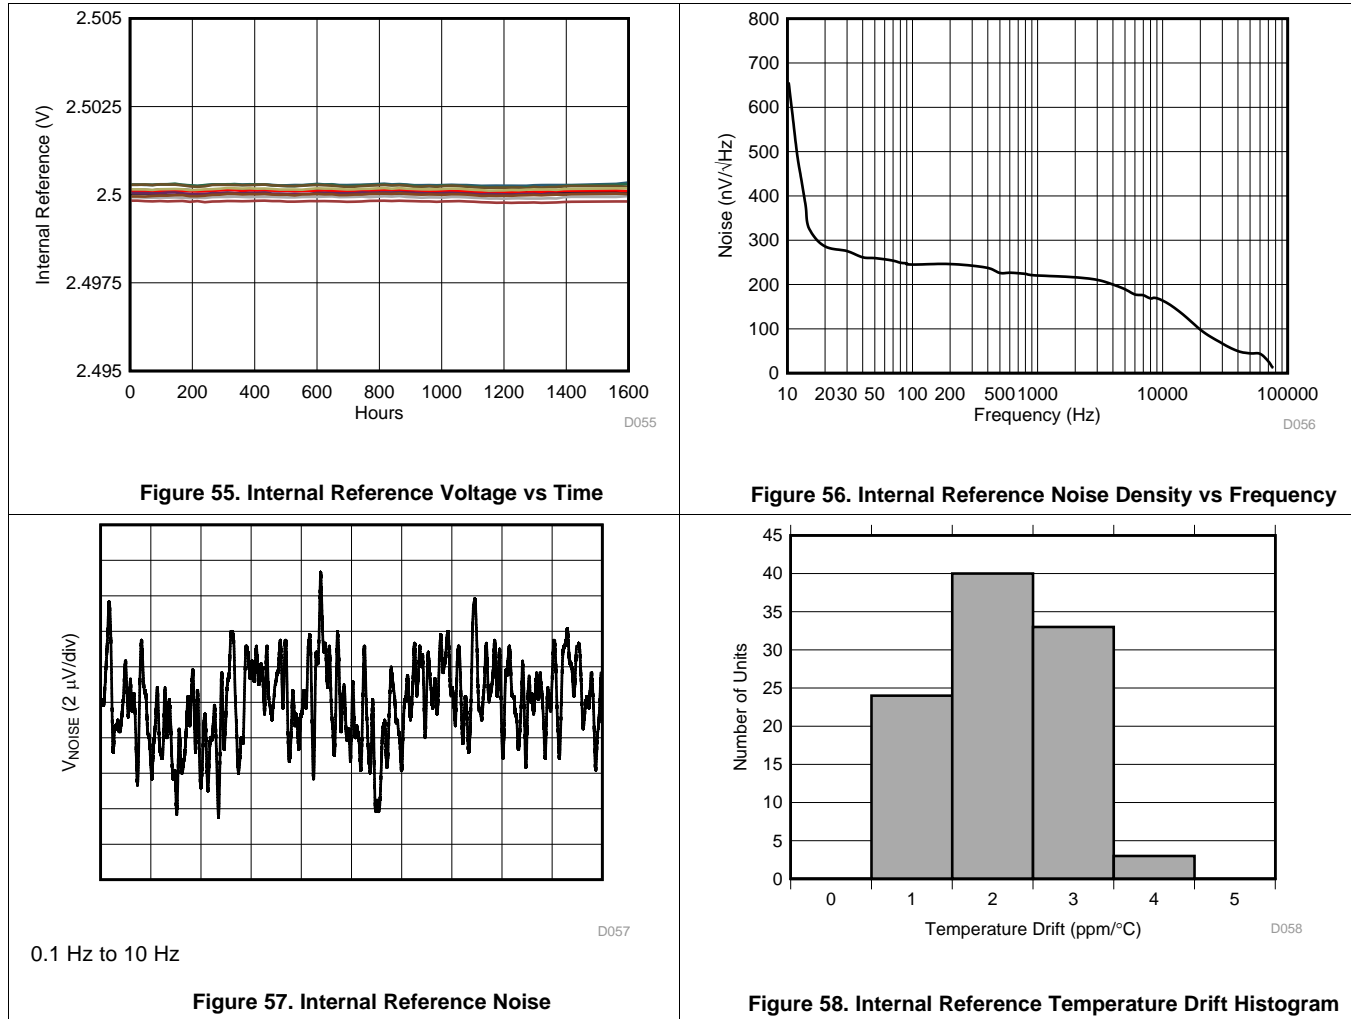 2.505
2.5025
2.5
2.4975
2.495
Internal Reference (V)
0 200 400 600 800 1000 1200 1400 1600
Hours
D055
Figure 55. Internal Reference Voltage vs Time
800
700
600
500
400
300
200
100
0
Noise (nV/√Hz)
10 20 30 50 100 200 500 1000 10000 100000
Frequency (Hz)
D056
Figure 56. Internal Reference Noise Density vs Frequency
VNOISE (2 μV/div)
D057
0.1 Hz to 10 Hz
Figure 57. Internal Reference Noise
45
40
35
30
25
20
15
10
5
0
Number of Units
0 1 2 3 4 5
Temperature Drift (ppm/°C)
D058
Figure 58. Internal Reference Temperature Drift Histogram